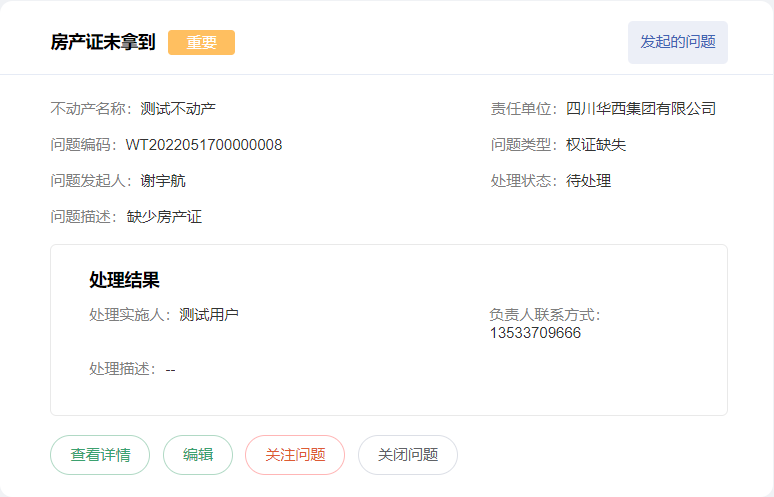 房产证未拿到 重要 发起的问题
不动产名称：测试不动产 责任单位：四川华西集团有限公司
问题编码：WT2022051700000008 问题类型：权证缺失
问题发起人：谢宇航 处理状态：待处理
问题描述：缺少房产证
处理结果
处理实施人：测试用户 负责人联系方式：
13533709666
处理描述：--
查看详情 编辑 关注问题 关闭问题